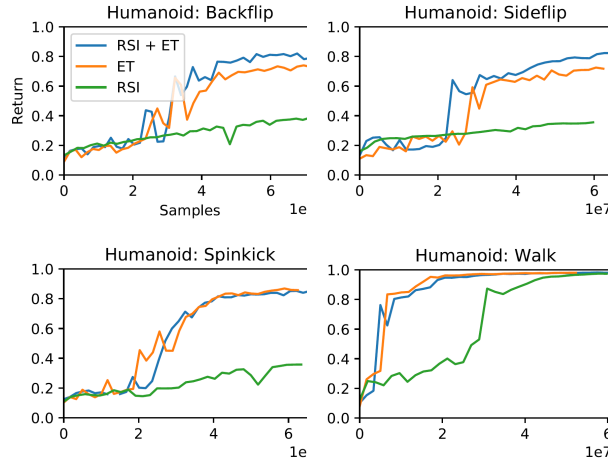 Humanoid: Backflip
1.0
0.8
0.6
0.4
0.2
0.0
Return
RSI + ET
ET
RSI
0 2 4 6
Samples
1e
Humanoid: Sideflip
1.0
0.8
0.6
0.4
0.2
0.0
0 2 4 6
1e7
Humanoid: Spinkick
1.0
0.8
0.6
0.4
0.2
0.0
0 2 4 6
1e
Humanoid: Walk
1.0
0.8
0.6
0.4
0.2
0.0
0 1 2 3 4 5 6
1e7